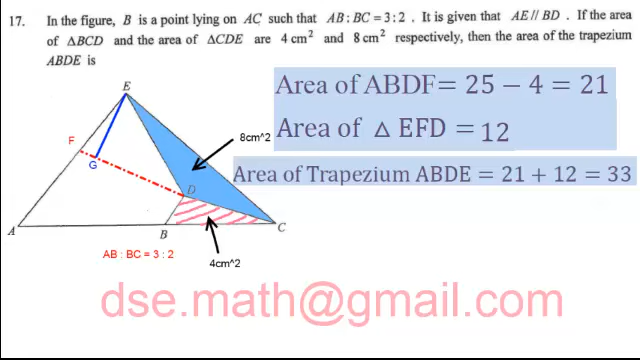 17. In the figure, B is a point lying on AC such that AB : BC = 3 : 2 . It is given that AE // BD . If the area
of ΔBCD and the area of ΔCDE are 4 cm² and 8 cm² respectively, then the area of the trapezium
ABDE is
Area of ABDF= 25 − 4 = 21
Area of △ EFD = 12
Area of Trapezium ABDE = 21 + 12 = 33
E
F
8cm^2
G
D
A
B
C
AB : BC = 3 : 2
4cm^2
dse.math@gmail.com